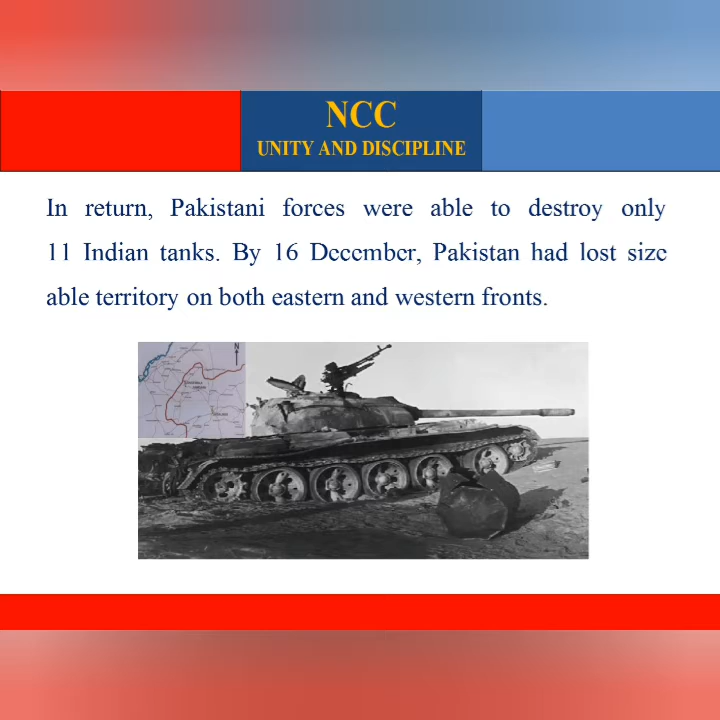 NCC
UNITY AND DISCIPLINE
In return, Pakistani forces were able to destroy only
11 Indian tanks. By 16 December, Pakistan had lost size
able territory on both eastern and western fronts.
N